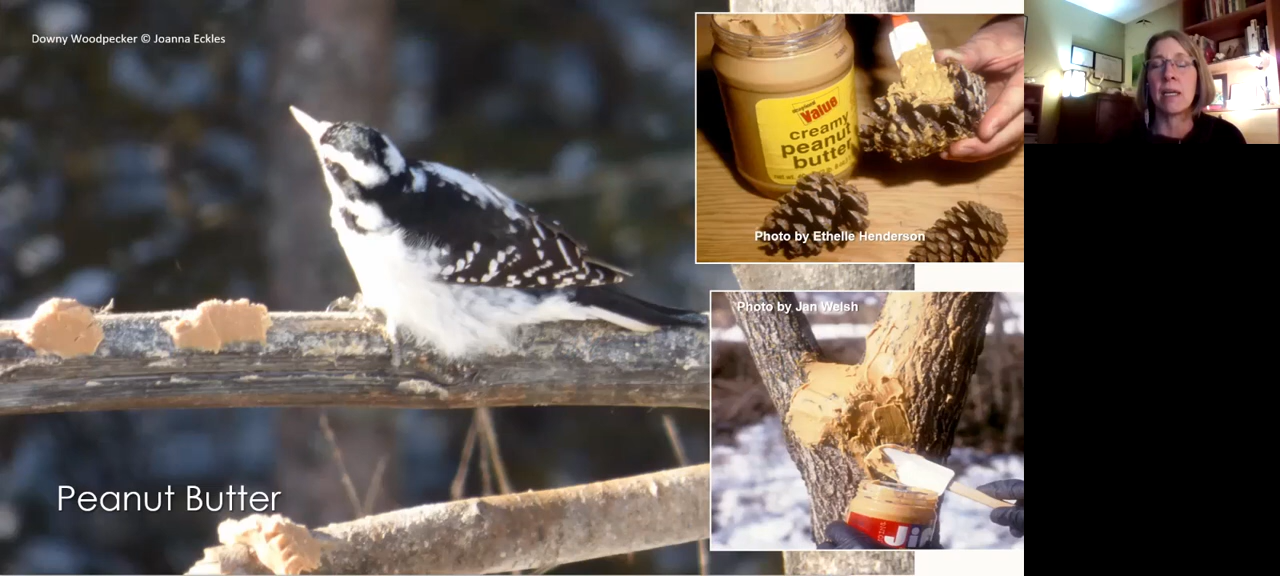 Downy Woodpecker © Joanna Eckles
Value
creamy
peanut
butter
Photo by Ethelle Henderson
Photo by Jan Welsh
Peanut Butter
Jif